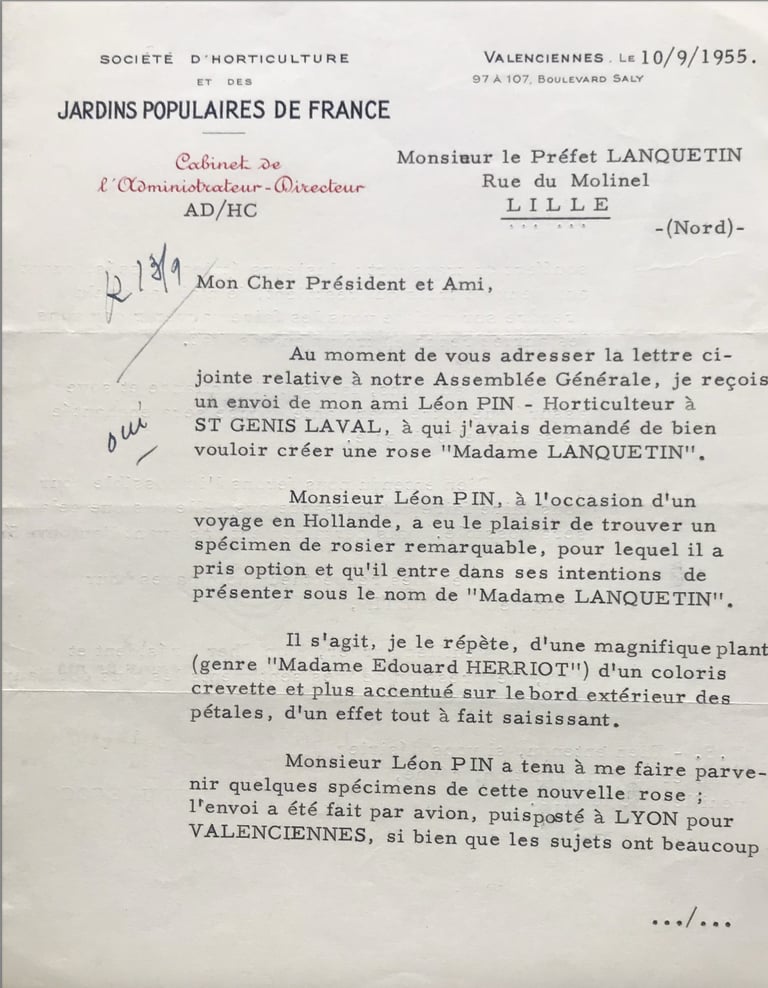 SOCIÉTÉ D'HORTICULTURE
ET DES
JARDINS POPULAIRES DE FRANCE
Cabinet de
l'Administrateur-Directeur
AD/HC
VALENCIENNES. LE 10/9/1955.
97 À 107, BOULEVARD SALY
Monsieur le Préfet LANQUETIN
Rue du Molinel
LILLE
-(Nord)-
R 13/9
Mon Cher Président et Ami,
Au moment de vous adresser la lettre ci-
jointe relative à notre Assemblée Générale, je reçois
un envoi de mon ami Léon PIN - Horticulteur à
ST GENIS LAVAL, à qui j'avais demandé de bien
vouloir créer une rose "Madame LANQUETIN".
oui
Monsieur Léon PIN, à l'occasion d'un
voyage en Hollande, a eu le plaisir de trouver un
spécimen de rosier remarquable, pour lequel il a
pris option et qu'il entre dans ses intentions de
présenter sous le nom de "Madame LANQUETIN".
Il s'agit, je le répète, d'une magnifique plant
(genre "Madame Edouard HERRIOT") d'un coloris
crevette et plus accentué sur le bord extérieur des
pétales, d'un effet tout à fait saisissant.
Monsieur Léon PIN a tenu à me faire parve-
nir quelques spécimens de cette nouvelle rose ;
l'envoi a été fait par avion, puis posté à LYON pour
VALENCIENNES, si bien que les sujets ont beaucoup
.../...